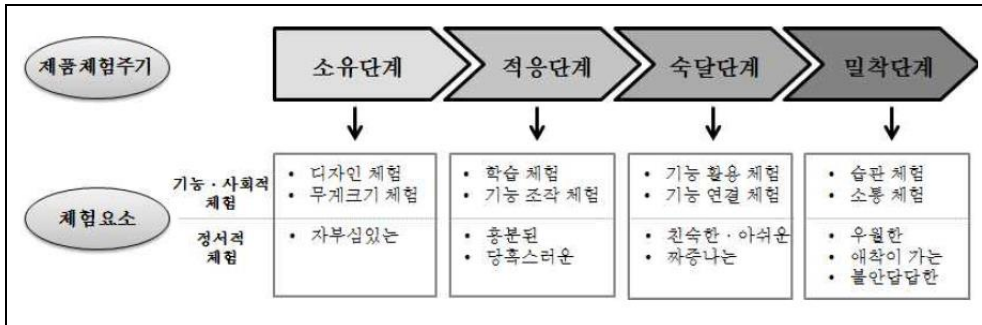 제품체험주기
소유단계
적응단계
숙달단계
밀착단계
체험요소
기능·사회적
체험
• 디자인 체험
• 무게크기 체험
• 학습 체험
• 기능 조작 체험
• 기능 활용 체험
• 기능 연결 체험
• 습관 체험
• 소통 체험
정서적
체험
• 자부심있는
• 흥분된
• 당혹스러운
• 친숙한·아쉬운
• 짜증나는
• 우월한
• 애착이 가는
• 불안답답한